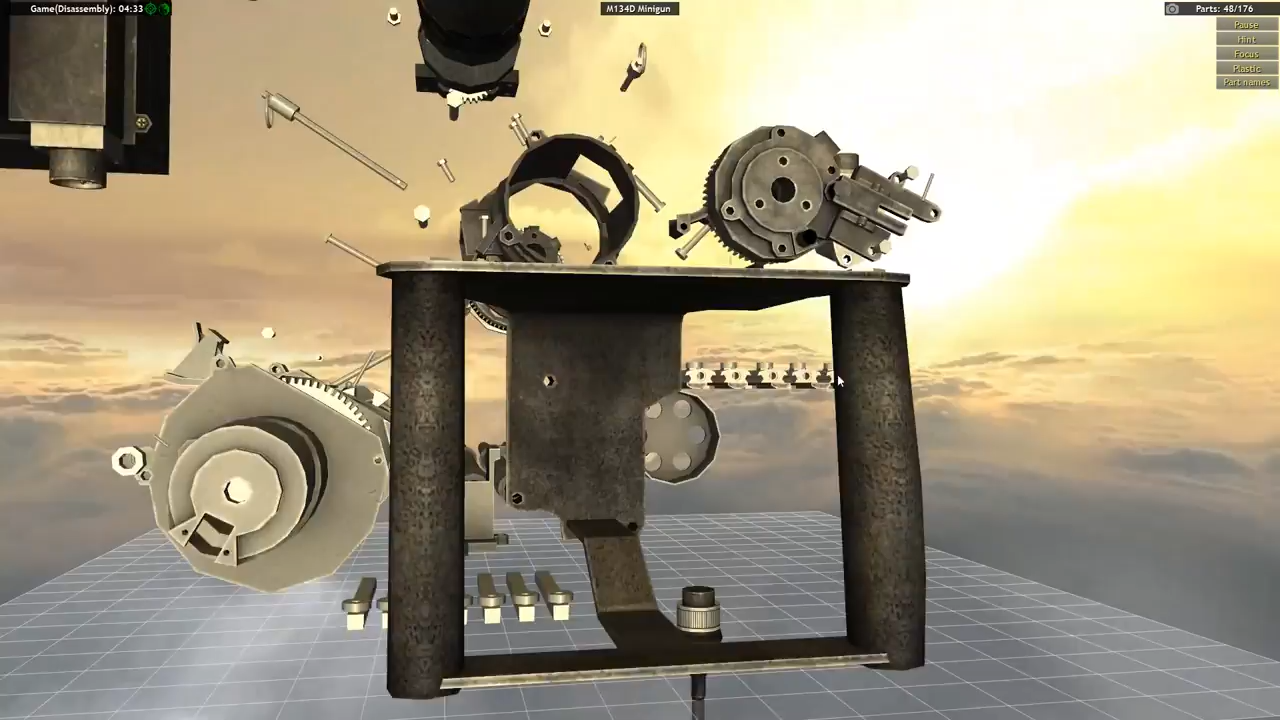 Game(Disassembly): 04:33
M134D Minigun
Parts: 48/176
Pause
Hint
Focus
Plastic
Part names